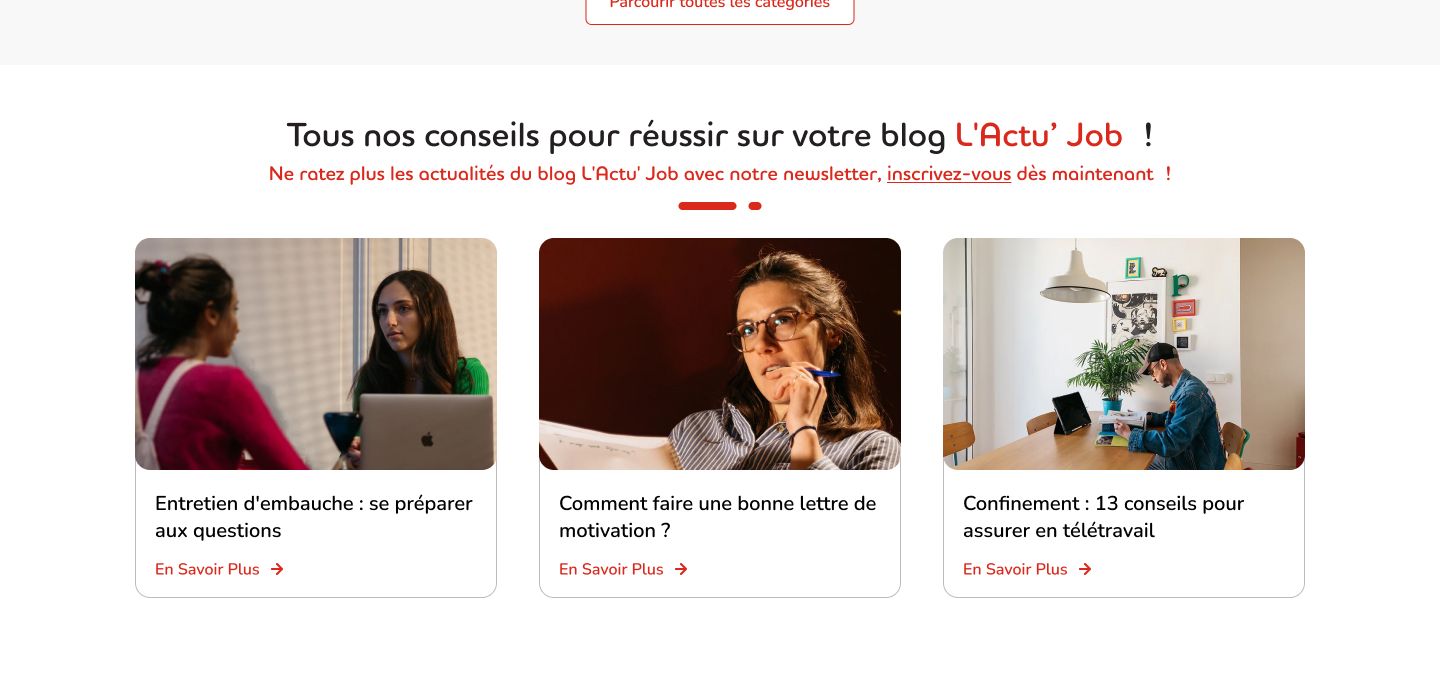 Parcourir toutes les catégories
Tous nos conseils pour réussir sur votre blog L'Actu’ Job !
Ne ratez plus les actualités du blog L'Actu' Job avec notre newsletter, inscrivez-vous dès maintenant !
Entretien d'embauche : se préparer
aux questions
En Savoir Plus
Comment faire une bonne lettre de
motivation ?
En Savoir Plus
Confinement : 13 conseils pour
assurer en télétravail
En Savoir Plus